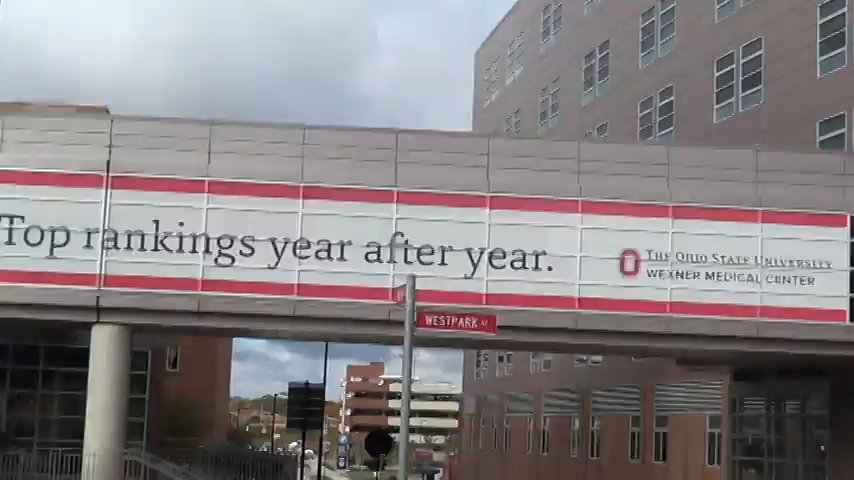 Top rankings year after year.
THE OHIO STATE UNIVERSITY
WEXNER MEDICAL CENTER
WESTPARK ST